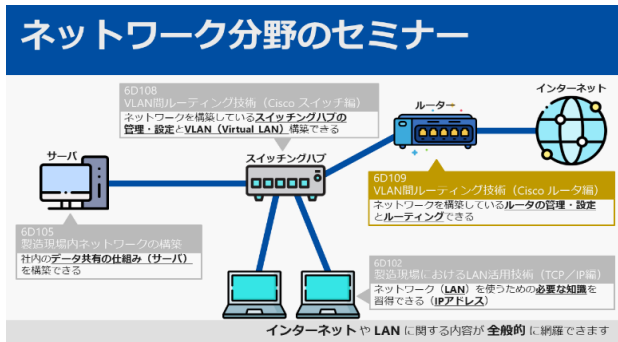 ネットワーク分野のセミナー
6D108
VLAN間ルーティング技術（Cisco スイッチ編）
ネットワークを構築しているスイッチングハブの
管理・設定とVLAN（Virtual LAN）構築できる
インターネット
ルーター
サーバ
スイッチングハブ
6D109
VLAN間ルーティング技術（Cisco ルータ編）
ネットワークを構築しているルータの管理・設定
とルーティングできる
6D105
製造現場内ネットワークの構築
社内のデータ共有の仕組み（サーバ）
を構築できる
6D102
製造現場におけるLAN活用技術（TCP／IP編）
ネットワーク（LAN）を使うための必要な知識を
習得できる（IPアドレス）
インターネットや LAN に関する内容が 全般的 に網羅できます